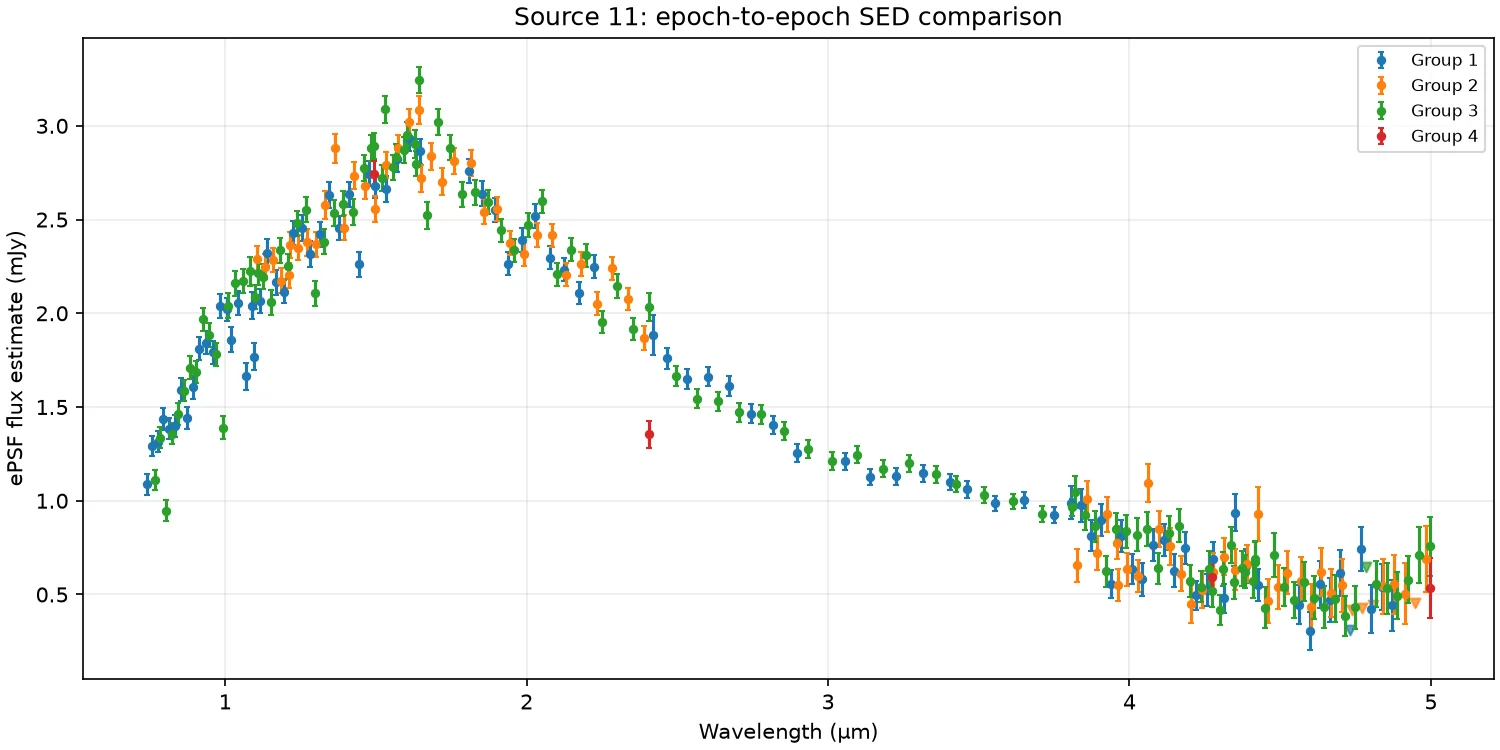 Source 11: epoch-to-epoch SED comparison
ePSF flux estimate (mJy)
3.0
2.5
2.0
1.5
1.0
0.5
Group 1
Group 2
Group 3
Group 4
1
2
3
4
5
Wavelength (μm)